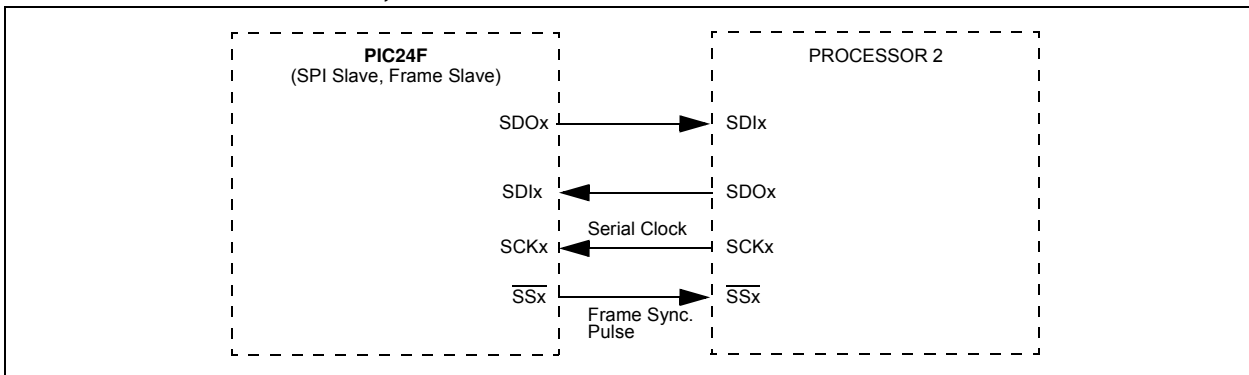 PIC24F
(SPI Slave, Frame Slave)
PROCESSOR 2
SDOx
SDIx
SDIx
SDOx
Serial Clock
SCKx
SCKx
SSx
SSx
Frame Sync.
Pulse